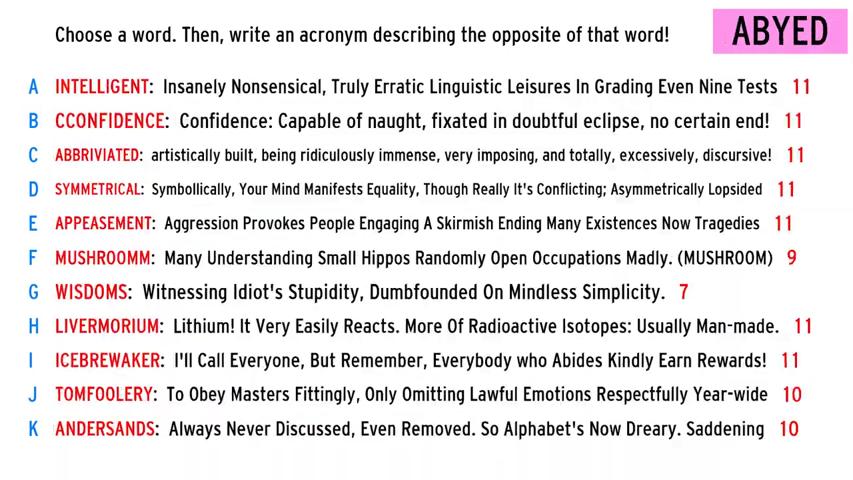 Choose a word. Then, write an acronym describing the opposite of that word!
ABYED
A INTELLIGENT: Insanely Nonsensical, Truly Erratic Linguistic Leisures In Grading Even Nine Tests 11
B CCONFIDENCE: Confidence: Capable of naught, fixated in doubtful eclipse, no certain end! 11
C ABBRIVIATED: artistically built, being ridiculously immense, very imposing, and totally, excessively, discursive! 11
D SYMMETRICAL: Symbollically, Your Mind Manifests Equality, Though Really It's Conflicting; Asymmetrically Lopsided 11
E APPEASEMENT: Aggression Provokes People Engaging A Skirmish Ending Many Existences Now Tragedies 11
F MUSHROOMM: Many Understanding Small Hippos Randomly Open Occupations Madly. (MUSHROOM) 9
G WISDOMS: Witnessing Idiot's Stupidity, Dumbfounded On Mindless Simplicity. 7
H LIVERMORIUM: Lithium! It Very Easily Reacts. More Of Radioactive Isotopes: Usually Man-made. 11
I ICEBREWAKER: I'll Call Everyone, But Remember, Everybody who Abides Kindly Earn Rewards! 11
J TOMFOOLERY: To Obey Masters Fittingly, Only Omitting Lawful Emotions Respectfully Year-wide 10
K ANDERSANDS: Always Never Discussed, Even Removed. So Alphabet's Now Dreary. Saddening 10